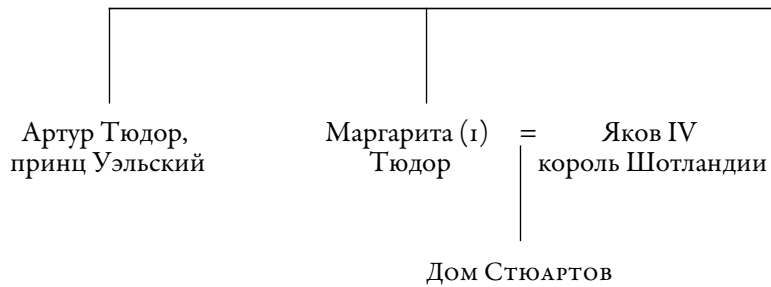 Артур Тюдор,
принц Уэльский
Маргарита (1) = Яков IV
Тюдор король Шотландии
Дом Стюартов